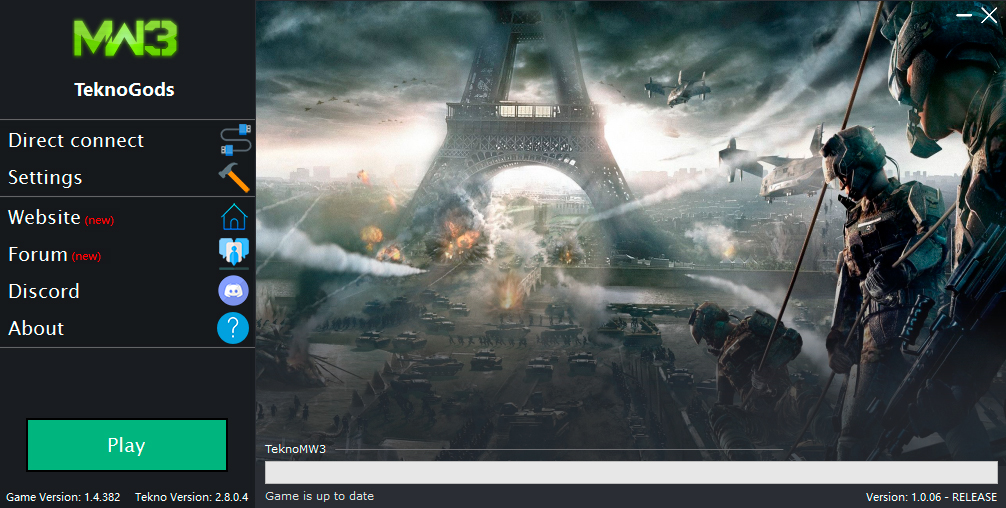 MW3
TeknoGods
Direct connect
Settings
Website (new)
Forum (new)
Discord
About
Play
Game Version: 1.4.382 Tekno Version: 2.8.0.4
TeknoMW3
Game is up to date
Version: 1.0.06 - RELEASE